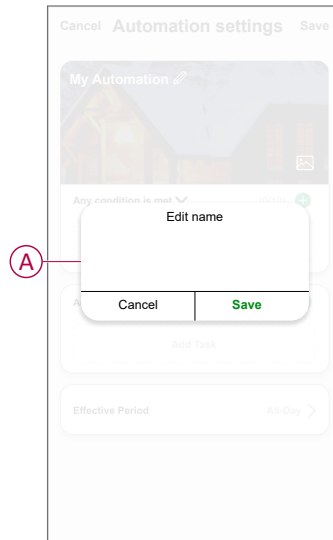 Cancel Automation settings Save
My Automation
Any condition is met
Edit name
A
Cancel Save
A
Add Task
Effective Period All-Day